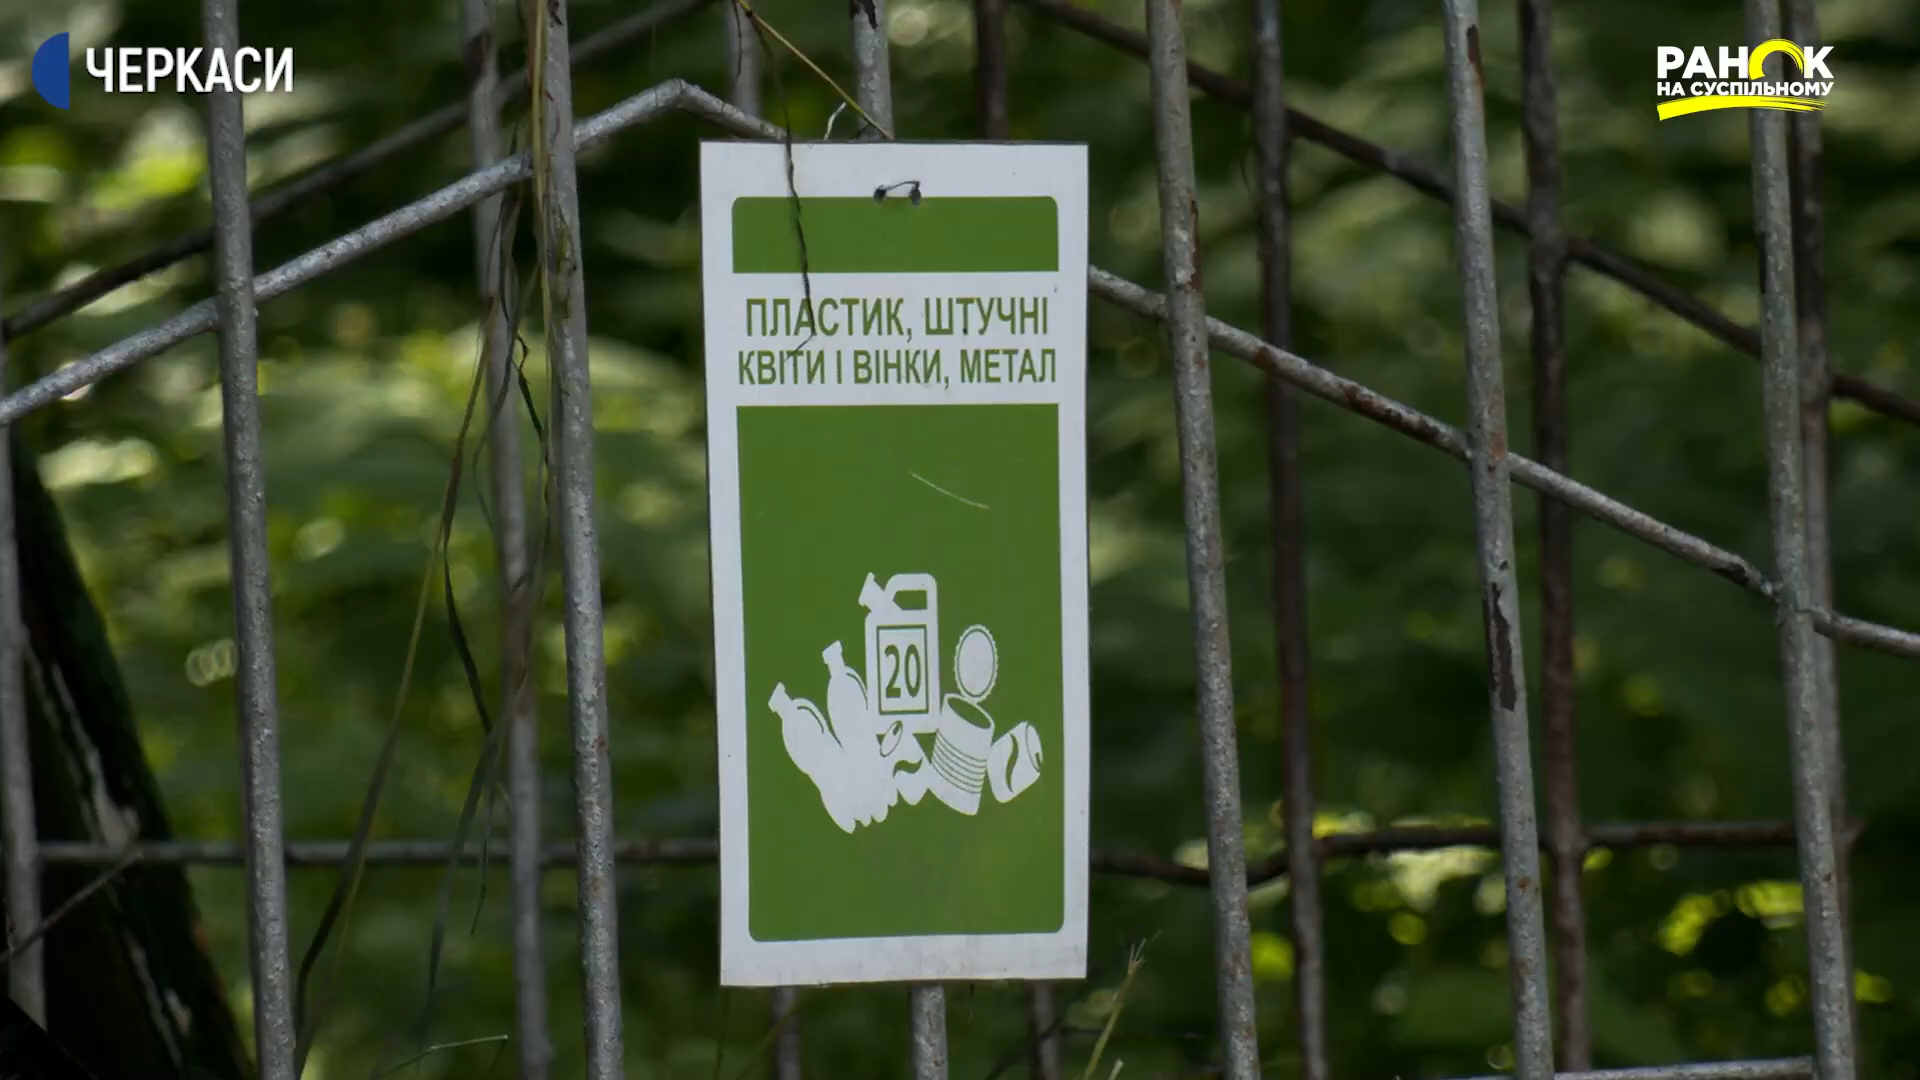 ЧЕРКАСИ
РАНОК
НА СУСПІЛЬНОМУ
ПЛАСТИК, ШТУЧНІ
КВІТИ І ВІНКИ, МЕТАЛ
20